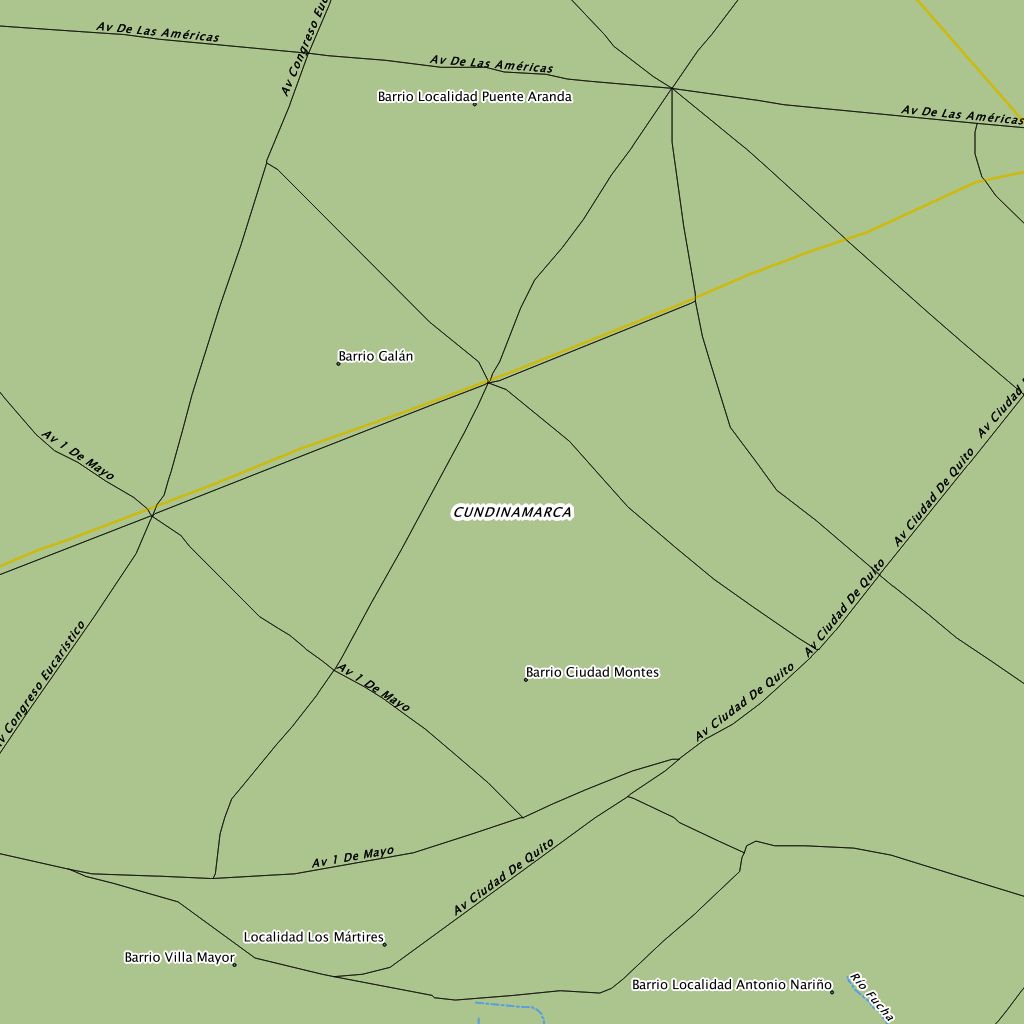 Av De Las Américas
Av Congreso Euc
Av De Las Américas
Barrio Localidad Puente Aranda
Av De Las Américas
Barrio Galán
Av Ciudad
Av 1 De Mayo
Av Ciudad De Quito
CUNDINAMARCA
Av Ciudad De Quito
Av Congreso Eucaristico
Av 1 De Mayo
Barrio Ciudad Montes
Av Ciudad De Quito
Av 1 De Mayo
Av Ciudad De Quito
Localidad Los Mártires
Barrio Villa Mayor
Barrio Localidad Antonio Nariño
Río Fucha